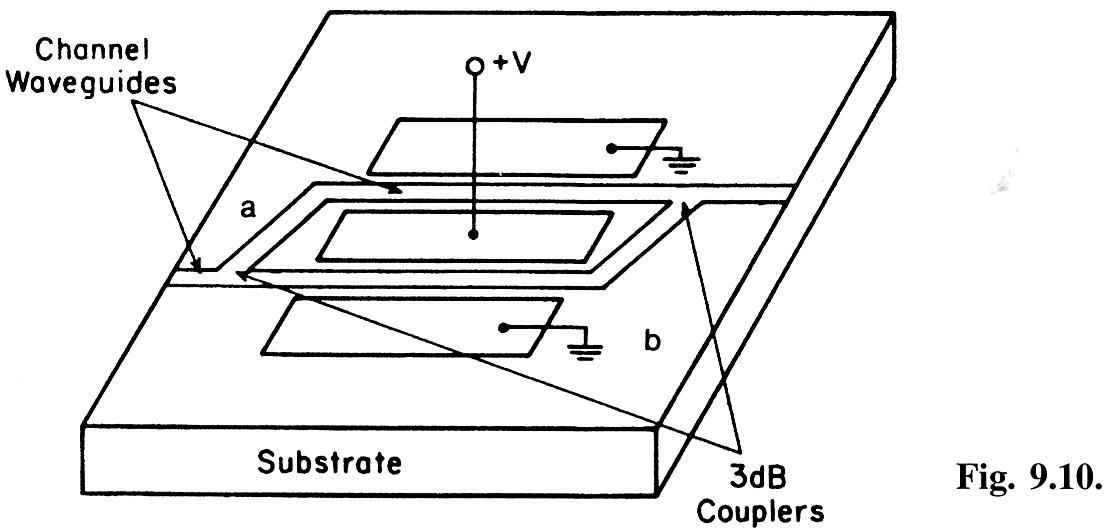 Channel
Waveguides
+V
a
b
Substrate
3dB
Couplers
Fig. 9.10.